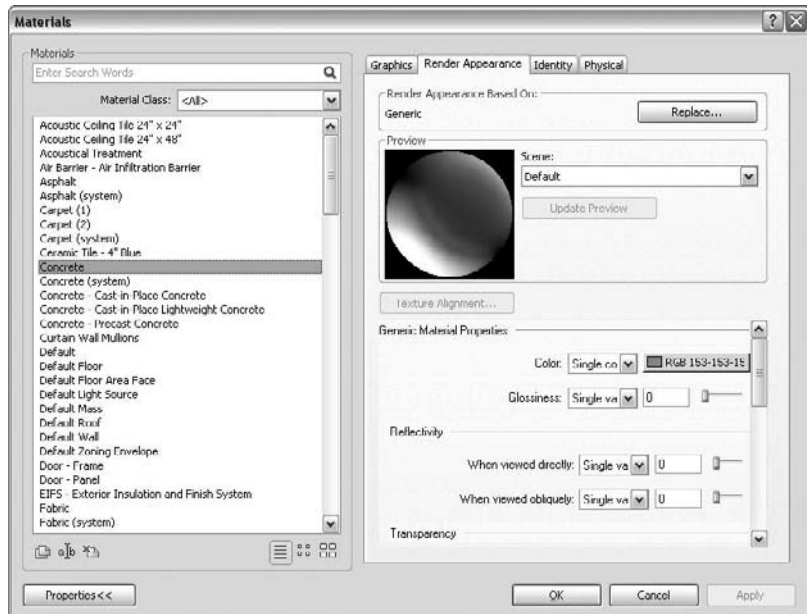 Materials
Materials
Enter Search Words
Material Class: <All>
Acoustic Ceiling Tile 24" x 24"
Acoustic Ceiling Tile 24" x 48"
Acoustical Treatment
Air Barrier - Air Infiltration Barrier
Asphalt
Asphalt (system)
Carpet (1)
Carpet (2)
Carpet (system)
Ceramic Tile - 4" Blue
Concrete
Concrete (system)
Concrete - Cast-in-Place Concrete
Concrete - Cast-in-Place Lightweight Concrete
Concrete - Precast Concrete
Curtain Wall Mullions
Default
Default Floor
Default Floor Area Face
Default Light Source
Default Mass
Default Roof
Default Wall
Default Zoning Envelope
Door - Frame
Door - Panel
EIFS - Exterior Insulation and Finish System
Fabric
Fabric (system)
Properties<<
Graphics Render Appearance Identity Physical
Render Appearance Based On:
Generic Replace...
Preview
Scene:
Default
Update Preview
Texture Alignment...
Generic Material Properties
Color: Single co RGB 153-153-15
Glossiness: Single va 0
Reflectivity
When viewed directly: Single va 0
When viewed obliquely: Single va 0
Transparency
OK Cancel Apply